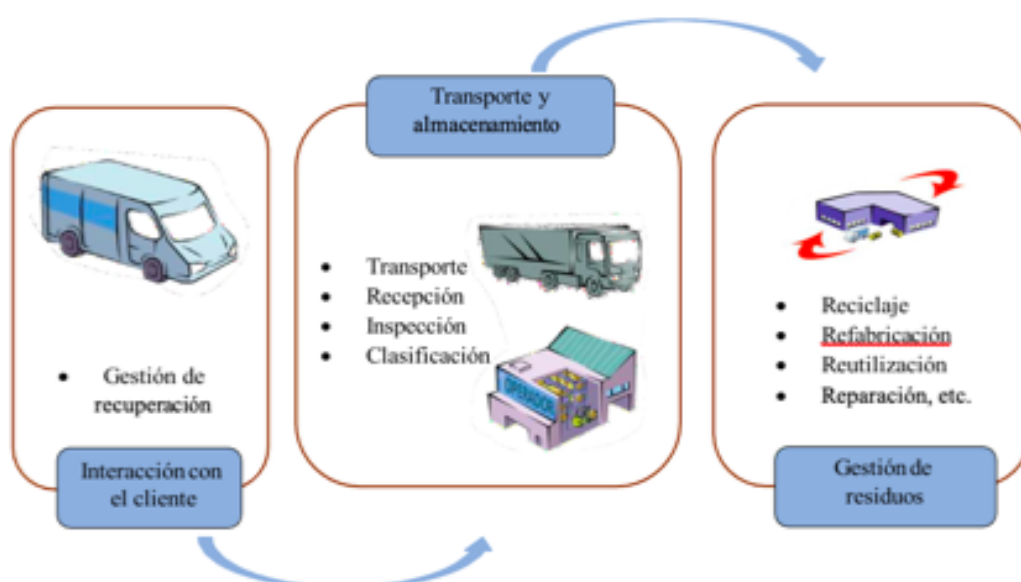 Gestión de
recuperación
Interacción con
el cliente
Transporte y
almacenamiento
Transporte
Recepción
Inspección
Clasificación
OPERADOR
Reciclaje
Refabricación
Reutilización
Reparación, etc.
Gestión de
residuos